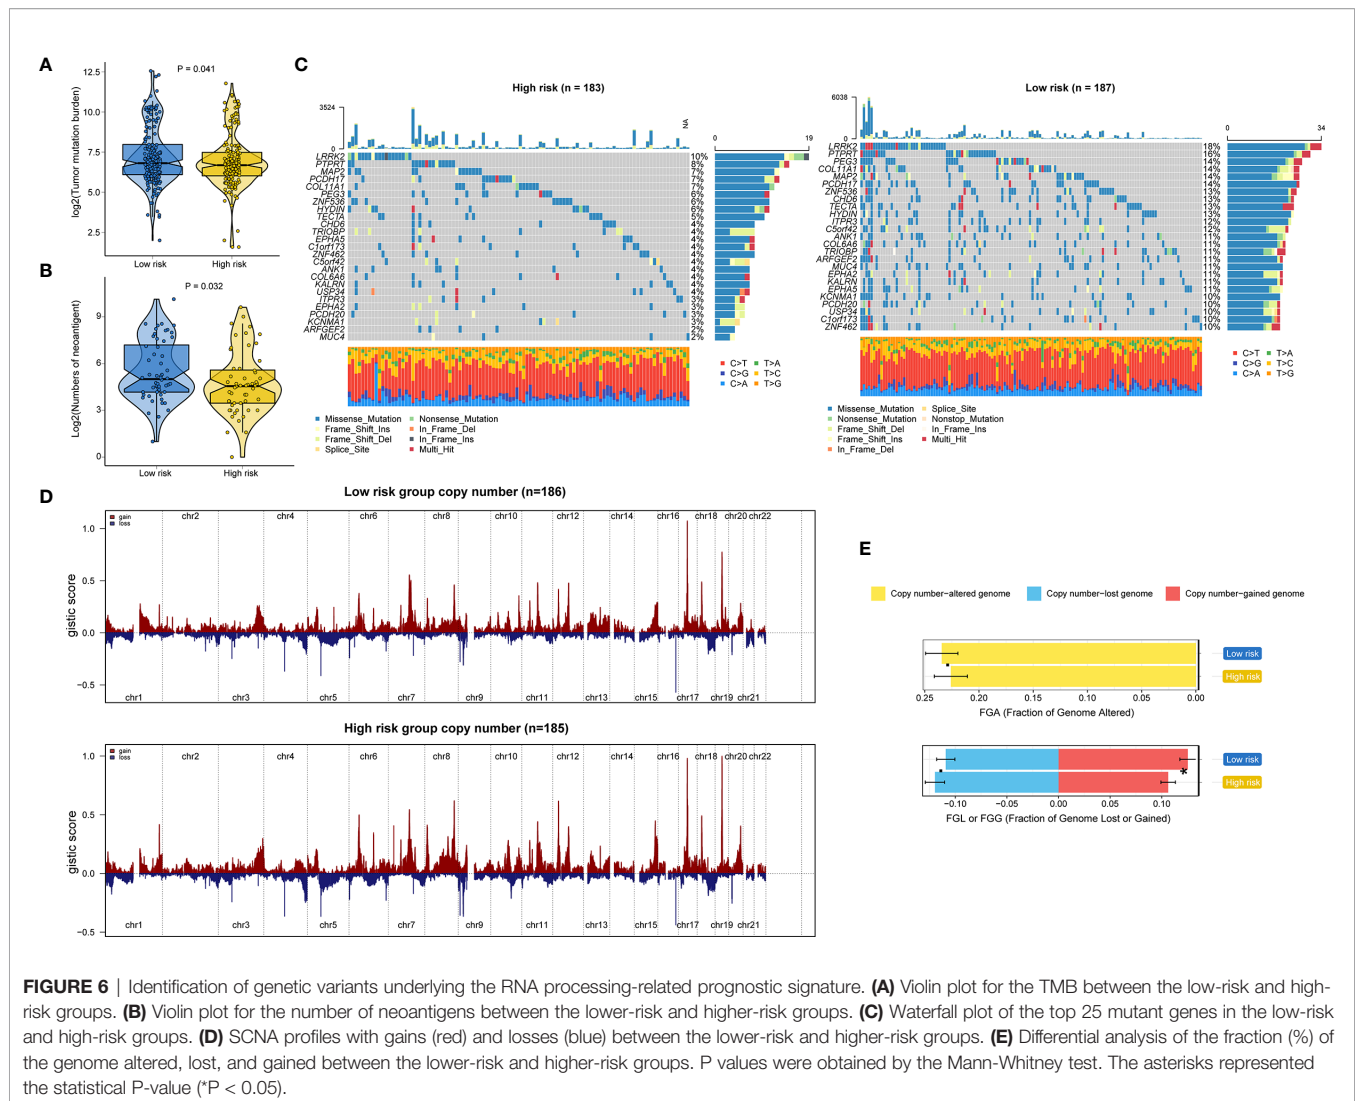 A
P = 0.041
log2(Tumor mutation burden)
12.5
10.0
7.5
5.0
2.5
Low risk High risk
B
P = 0.032
Log2(Numbers of neoantigent)
9
6
3
0
Low risk High risk
C
High risk (n = 183)
3524
0
NA
0 19
LRRK2 10%
PTPRT 8%
MAP2 7%
PCDH17 7%
COL11A1 7%
PEG3 6%
ZNF536 6%
HYDIN 6%
TECTA 5%
CHD6 4%
TRIOBP 4%
EPHA5 4%
C1orf173 4%
ZNF462 4%
C5orf42 4%
ANK1 4%
COL6A6 4%
KALRN 4%
USP34 4%
ITPR3 3%
EPHA2 3%
PCDH20 3%
KCNMA1 3%
ARFGEF2 2%
MUC4 2%
C>T T>A
C>G T>C
C>A T>G
Missense_Mutation Nonsense_Mutation
Frame_Shift_Ins In_Frame_Del
Frame_Shift_Del In_Frame_Ins
Splice_Site Multi_Hit
Low risk (n = 187)
6038
0
0 34
LRRK2 18%
PTPRT 16%
PEG3 14%
COL11A1 14%
MAP2 14%
PCDH17 14%
ZNF536 13%
CHD6 13%
TECTA 13%
HYDIN 13%
ITPR3 12%
C5orf42 12%
ANK1 11%
COL6A6 11%
TRIOBP 11%
ARFGEF2 11%
MUC4 11%
EPHA2 11%
KALRN 11%
EPHA5 11%
KCNMA1 10%
PCDH20 10%
USP34 10%
C1orf173 10%
ZNF462 10%
C>T T>A
C>G T>C
C>A T>G
Missense_Mutation Splice_Site
Nonsense_Mutation Nonstop_Mutation
Frame_Shift_Del In_Frame_Ins
Frame_Shift_Ins Multi_Hit
In_Frame_Del
D
Low risk group copy number (n=186)
gain
loss
chr2 chr4 chr6 chr8 chr10 chr12 chr14 chr16 chr18 chr20 chr22
gistic score
1.0
0.5
0.0
−0.5
chr1 chr3 chr5 chr7 chr9 chr11 chr13 chr15 chr17 chr19 chr21
High risk group copy number (n=185)
gain
loss
chr2 chr4 chr6 chr8 chr10 chr12 chr14 chr16 chr18 chr20 chr22
gistic score
1.0
0.5
0.0
−0.5
chr1 chr3 chr5 chr7 chr9 chr11 chr13 chr15 chr17 chr19 chr21
E
Copy number−altered genome Copy number−lost genome Copy number−gained genome
Low risk
High risk
0.25 0.20 0.15 0.10 0.05 0.00
FGA (Fraction of Genome Altered)
Low risk
*
High risk
−0.10 −0.05 0.00 0.05 0.10
FGL or FGG (Fraction of Genome Lost or Gained)
FIGURE 6 | Identification of genetic variants underlying the RNA processing-related prognostic signature. (A) Violin plot for the TMB between the low-risk and high-
risk groups. (B) Violin plot for the number of neoantigens between the lower-risk and higher-risk groups. (C) Waterfall plot of the top 25 mutant genes in the low-risk
and high-risk groups. (D) SCNA profiles with gains (red) and losses (blue) between the lower-risk and higher-risk groups. (E) Differential analysis of the fraction (%) of
the genome altered, lost, and gained between the lower-risk and higher-risk groups. P values were obtained by the Mann-Whitney test. The asterisks represented
the statistical P-value (*P < 0.05).